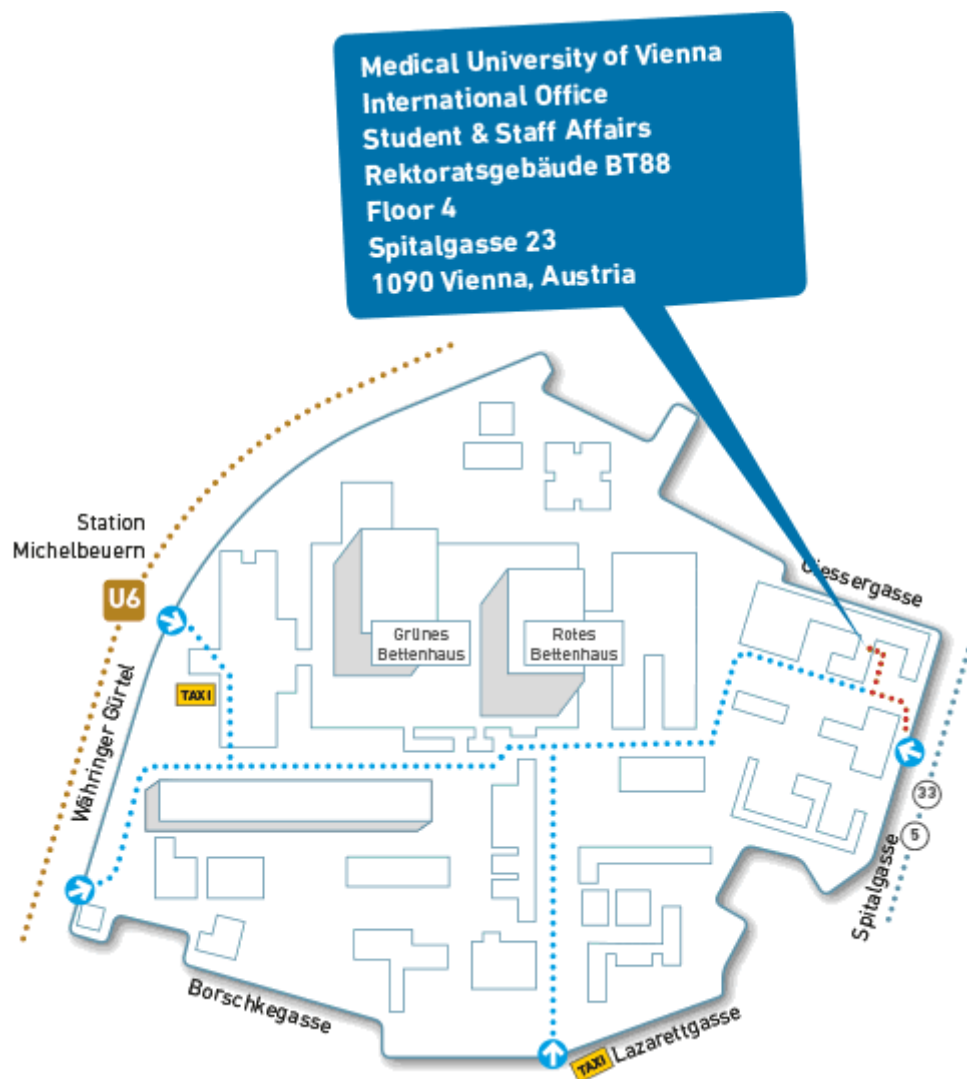 Medical University of Vienna
International Office
Student & Staff Affairs
Rektoratsgebäude BT88
Floor 4
Spitalgasse 23
1090 Vienna, Austria
Station
Michelbeuern
U6
Giessergasse
Grünes
Bettenhaus
Rotes
Bettenhaus
TAXI
Währinger Gürtel
33
5
Spitalgasse
Borschkegasse
TAXI
Lazarettgasse